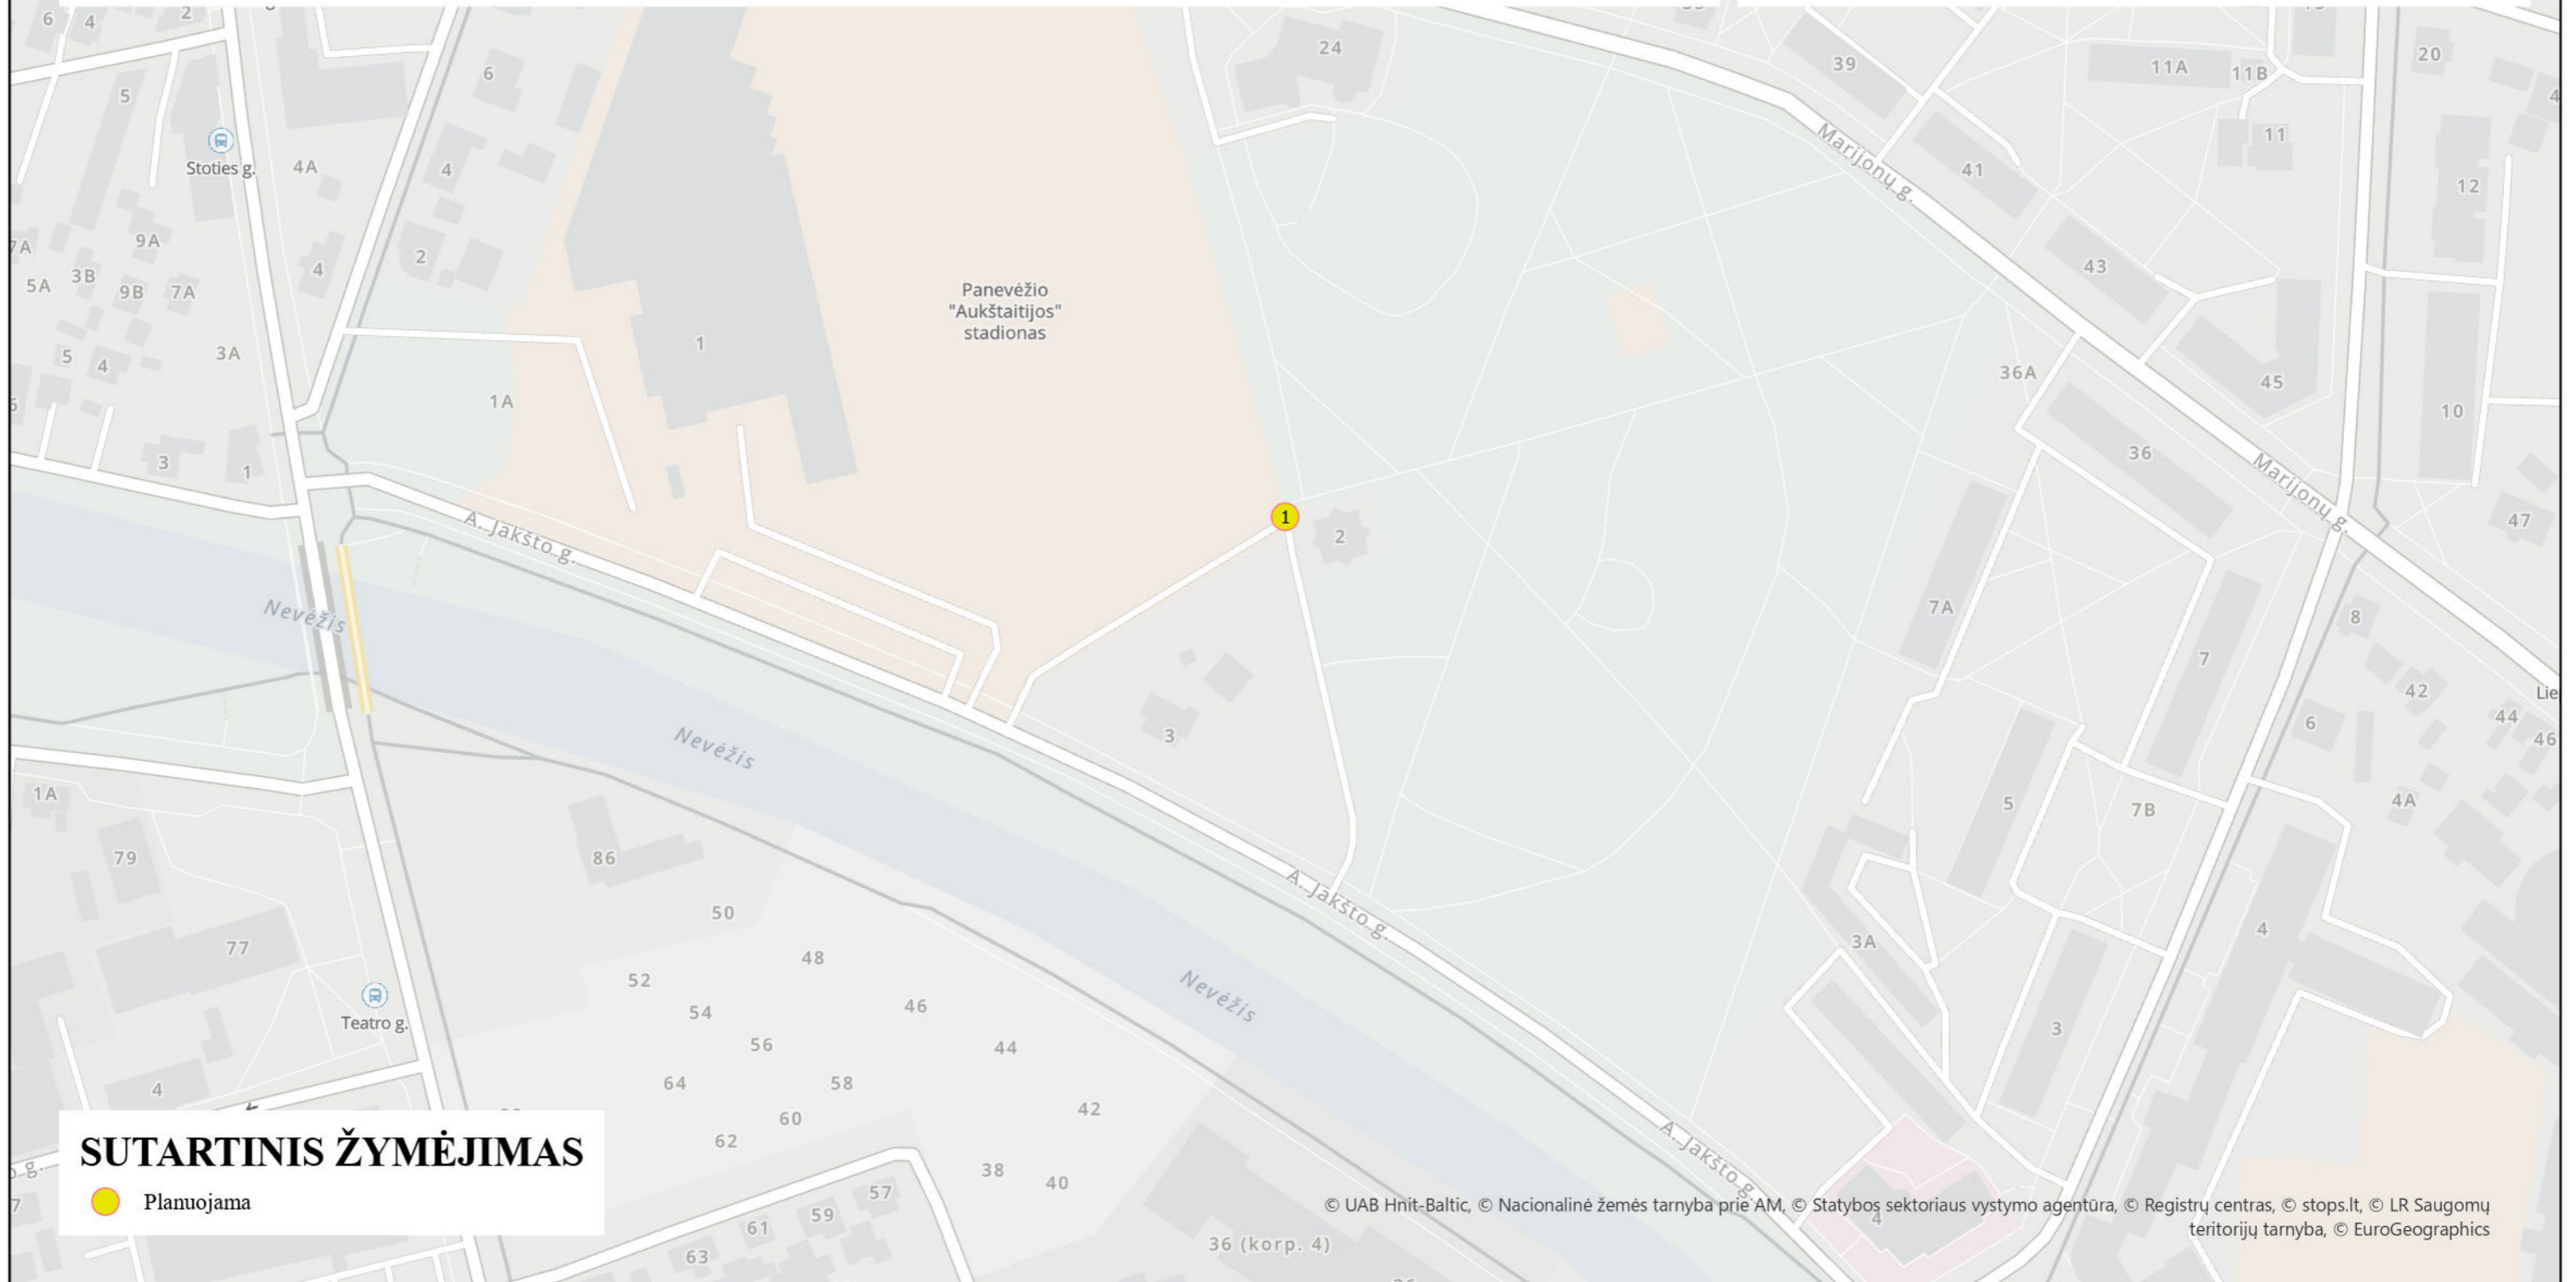 6
4
2
24
39
11A
11B
20
5
6
Stoties g.
4A
4
Marijonų g.
41
11
12
7A
9A
5A
3B
9B
7A
4
2
43
Panevėžio
"Aukštaitijos"
stadionas
5
4
3A
1
1A
36A
45
10
3
1
36
Marijonų g.
47
A. Jakšto g.
1
2
Nevėžis
7A
8
7
Nevėžis
3
42
Lie
6
44
46
1A
79
86
5
7B
4A
A. Jakšto g.
50
77
48
3A
4
52
46
Nevėžis
54
Teatro g.
56
44
3
64
58
4
42
60
62
A. Jakšto g.
38
40
57
59
61
63
36 (korp. 4)
4
SUTARTINIS ŽYMĖJIMAS
Planuojama
© UAB Hnit-Baltic, © Nacionalinė žemės tarnyba prie AM, © Statybos sektoriaus vystymo agentūra, © Registrų centras, © stops.lt, © LR Saugomų
teritorijų tarnyba, © EuroGeographics